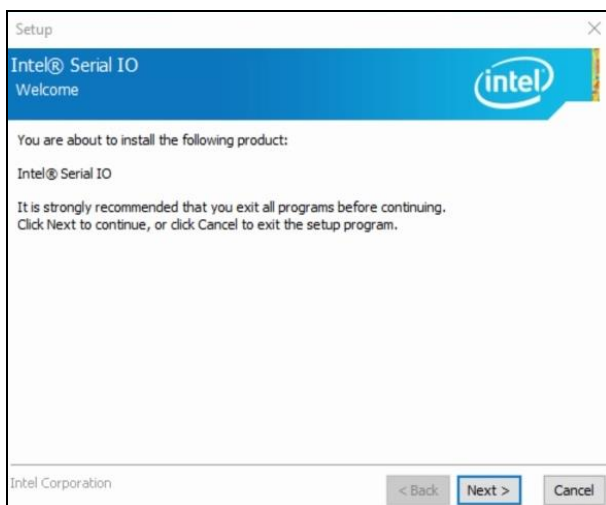 Setup
Intel® Serial IO
Welcome
intel
You are about to install the following product:
Intel® Serial IO
It is strongly recommended that you exit all programs before continuing.
Click Next to continue, or click Cancel to exit the setup program.
Intel Corporation
< Back
Next >
Cancel